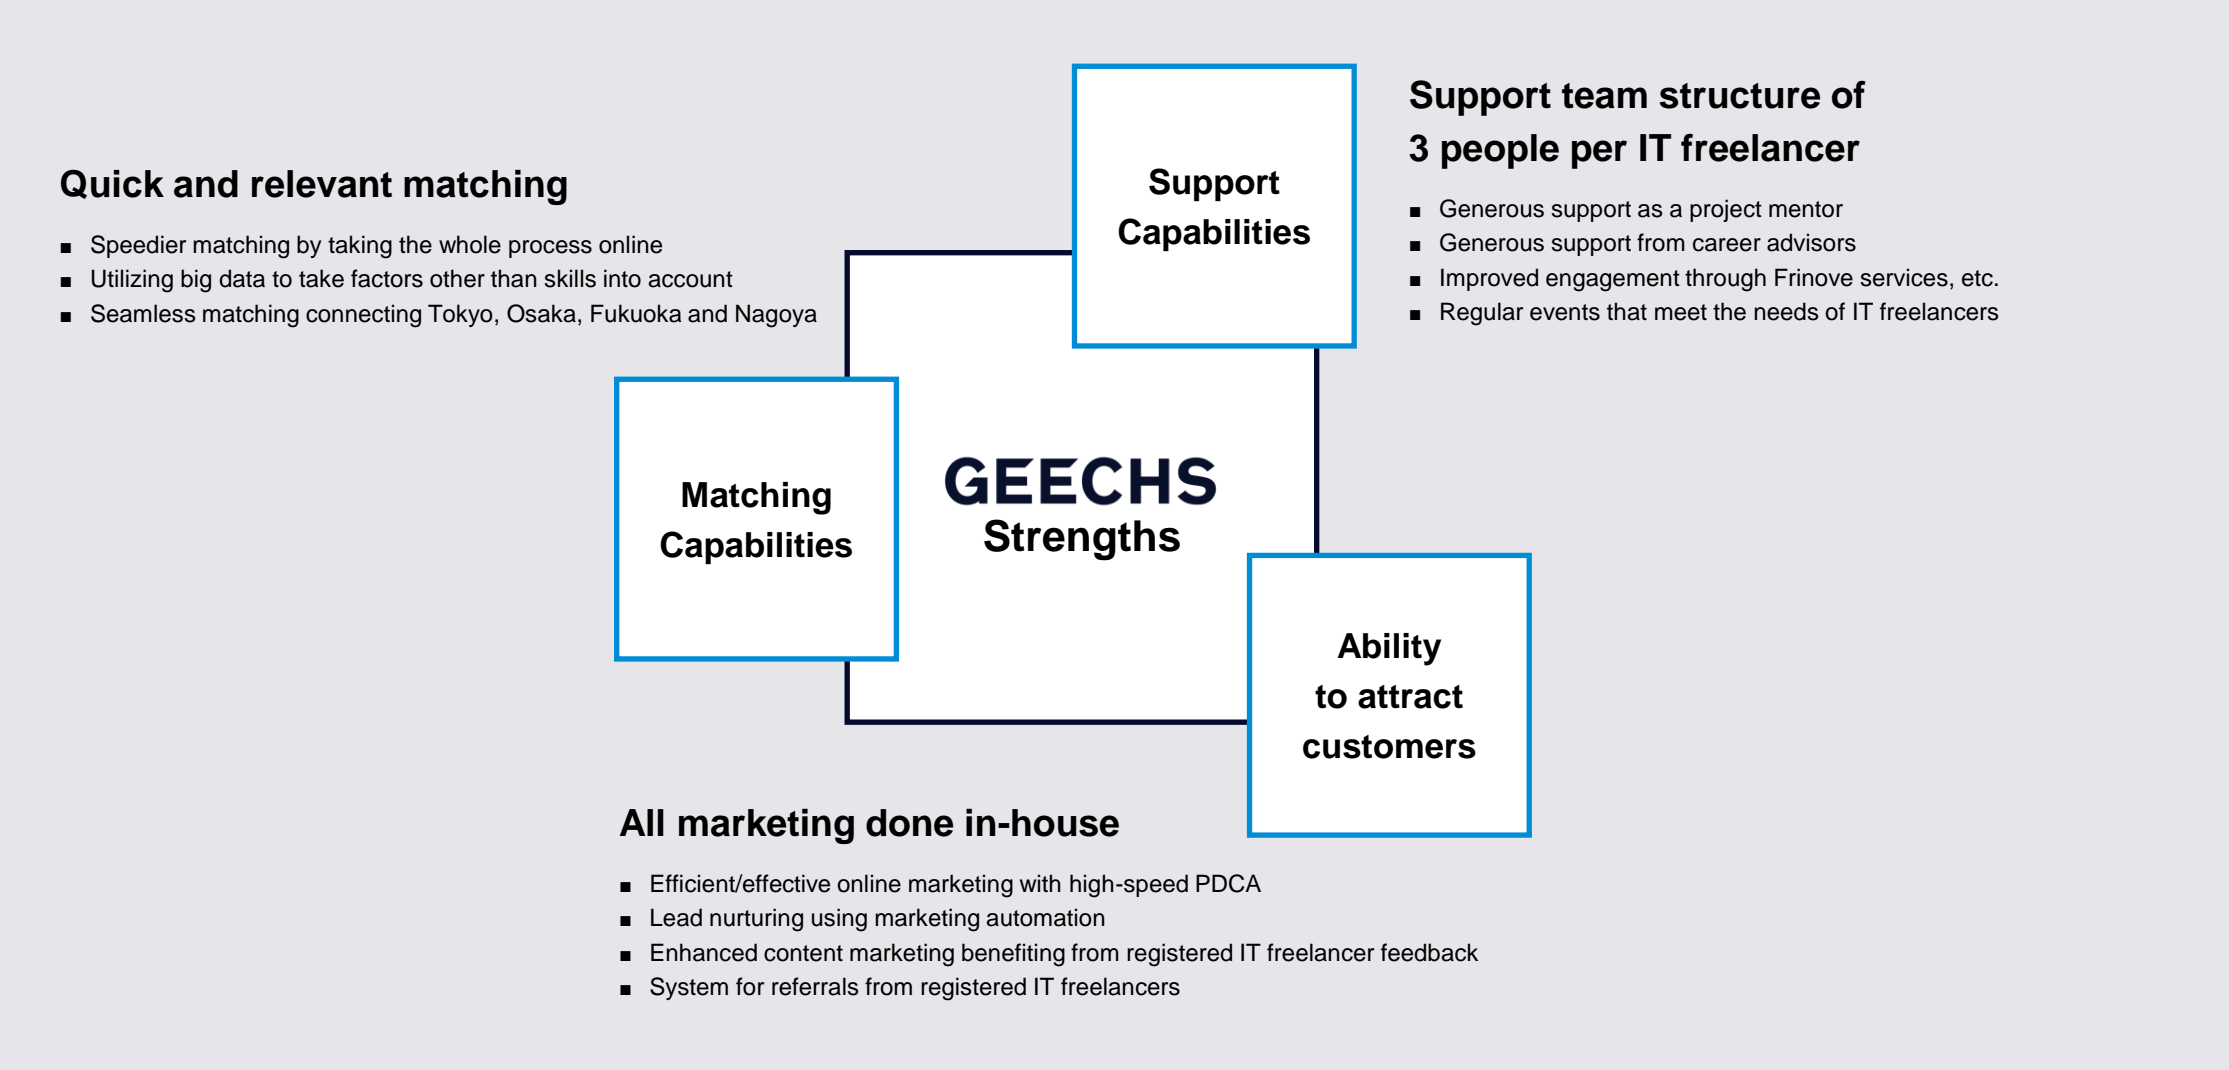 Quick and relevant matching
■ Speedier matching by taking the whole process online
■ Utilizing big data to take factors other than skills into account
■ Seamless matching connecting Tokyo, Osaka, Fukuoka and Nagoya
Support
Capabilities
Support team structure of
3 people per IT freelancer
■ Generous support as a project mentor
■ Generous support from career advisors
■ Improved engagement through Frinove services, etc.
■ Regular events that meet the needs of IT freelancers
Matching
Capabilities
GEECHS
Strengths
Ability
to attract
customers
All marketing done in-house
■ Efficient/effective online marketing with high-speed PDCA
■ Lead nurturing using marketing automation
■ Enhanced content marketing benefiting from registered IT freelancer feedback
■ System for referrals from registered IT freelancers